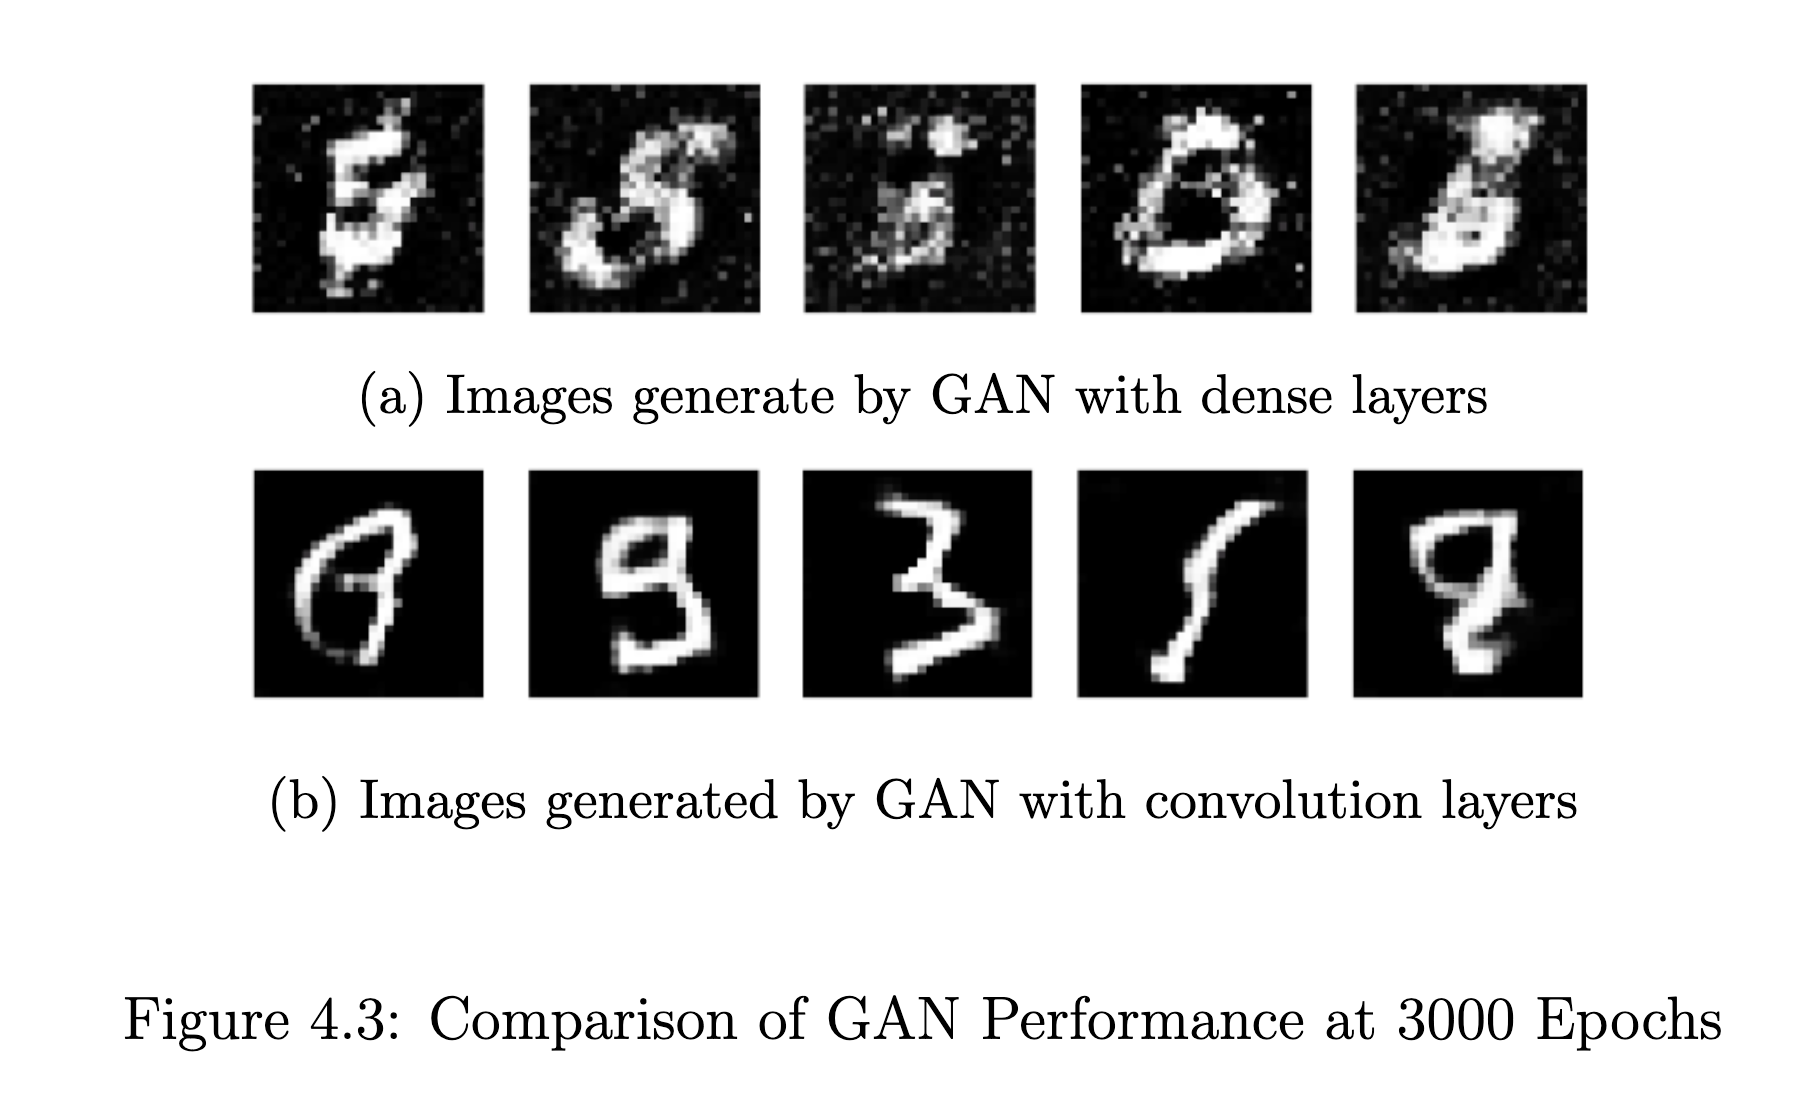 (a) Images generate by GAN with dense layers
(b) Images generated by GAN with convolution layers
Figure 4.3: Comparison of GAN Performance at 3000 Epochs